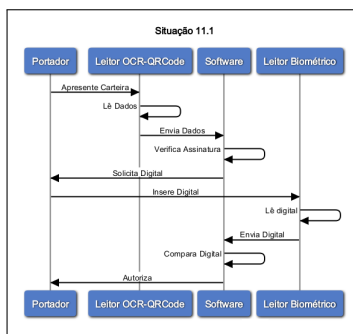 Situação 11.1
Portador Leitor OCR-QRCode Software Leitor Biométrico
Apresente Carteira
Lê Dados
Envia Dados
Verifica Assinatura
Solicita Digital
Insere Digital
Lê digital
Envia Digital
Compara Digital
Autoriza
Portador Leitor OCR-QRCode Software Leitor Biométrico